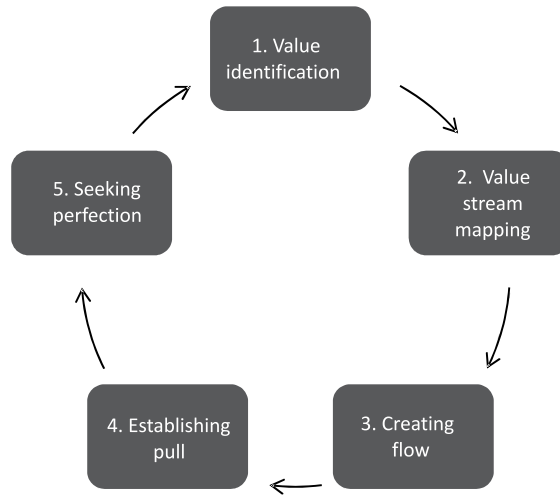 1. Value
identification
2. Value
stream
mapping
3. Creating
flow
4. Establishing
pull
5. Seeking
perfection